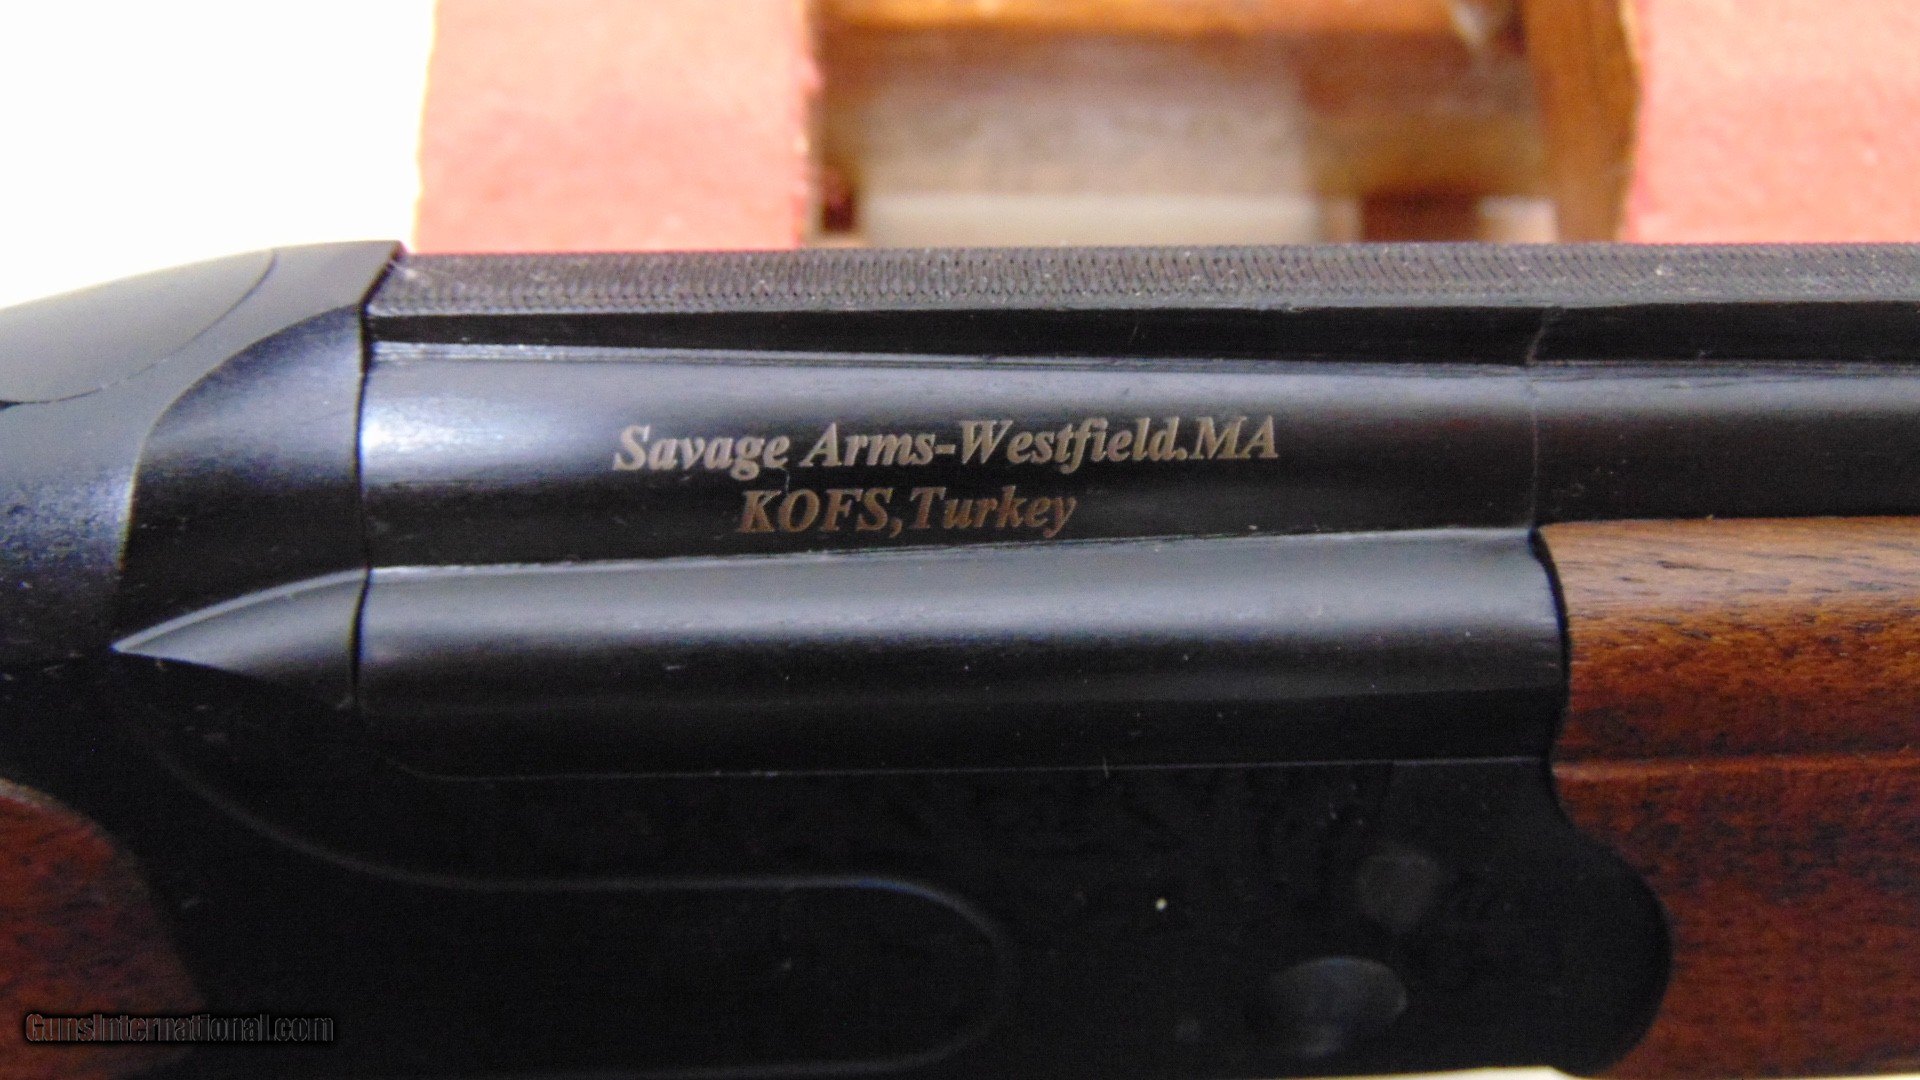 Savage Arms-Westfield.MA
KOFS,Turkey
GunsInternational.com